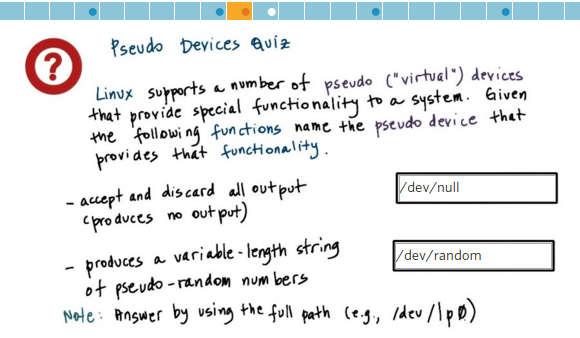 ?
Pseudo Devices Quiz
Linux supports a number of pseudo ("virtual") devices
that provide special functionality to a system. Given
the following functions name the pseudo device that
provides that functionality.
- accept and discard all output
(produces no output)
/dev/null
- produces a variable-length string
of pseudo-random numbers
/dev/random
Note: Answer by using the full path (e.g., /dev/lp0)